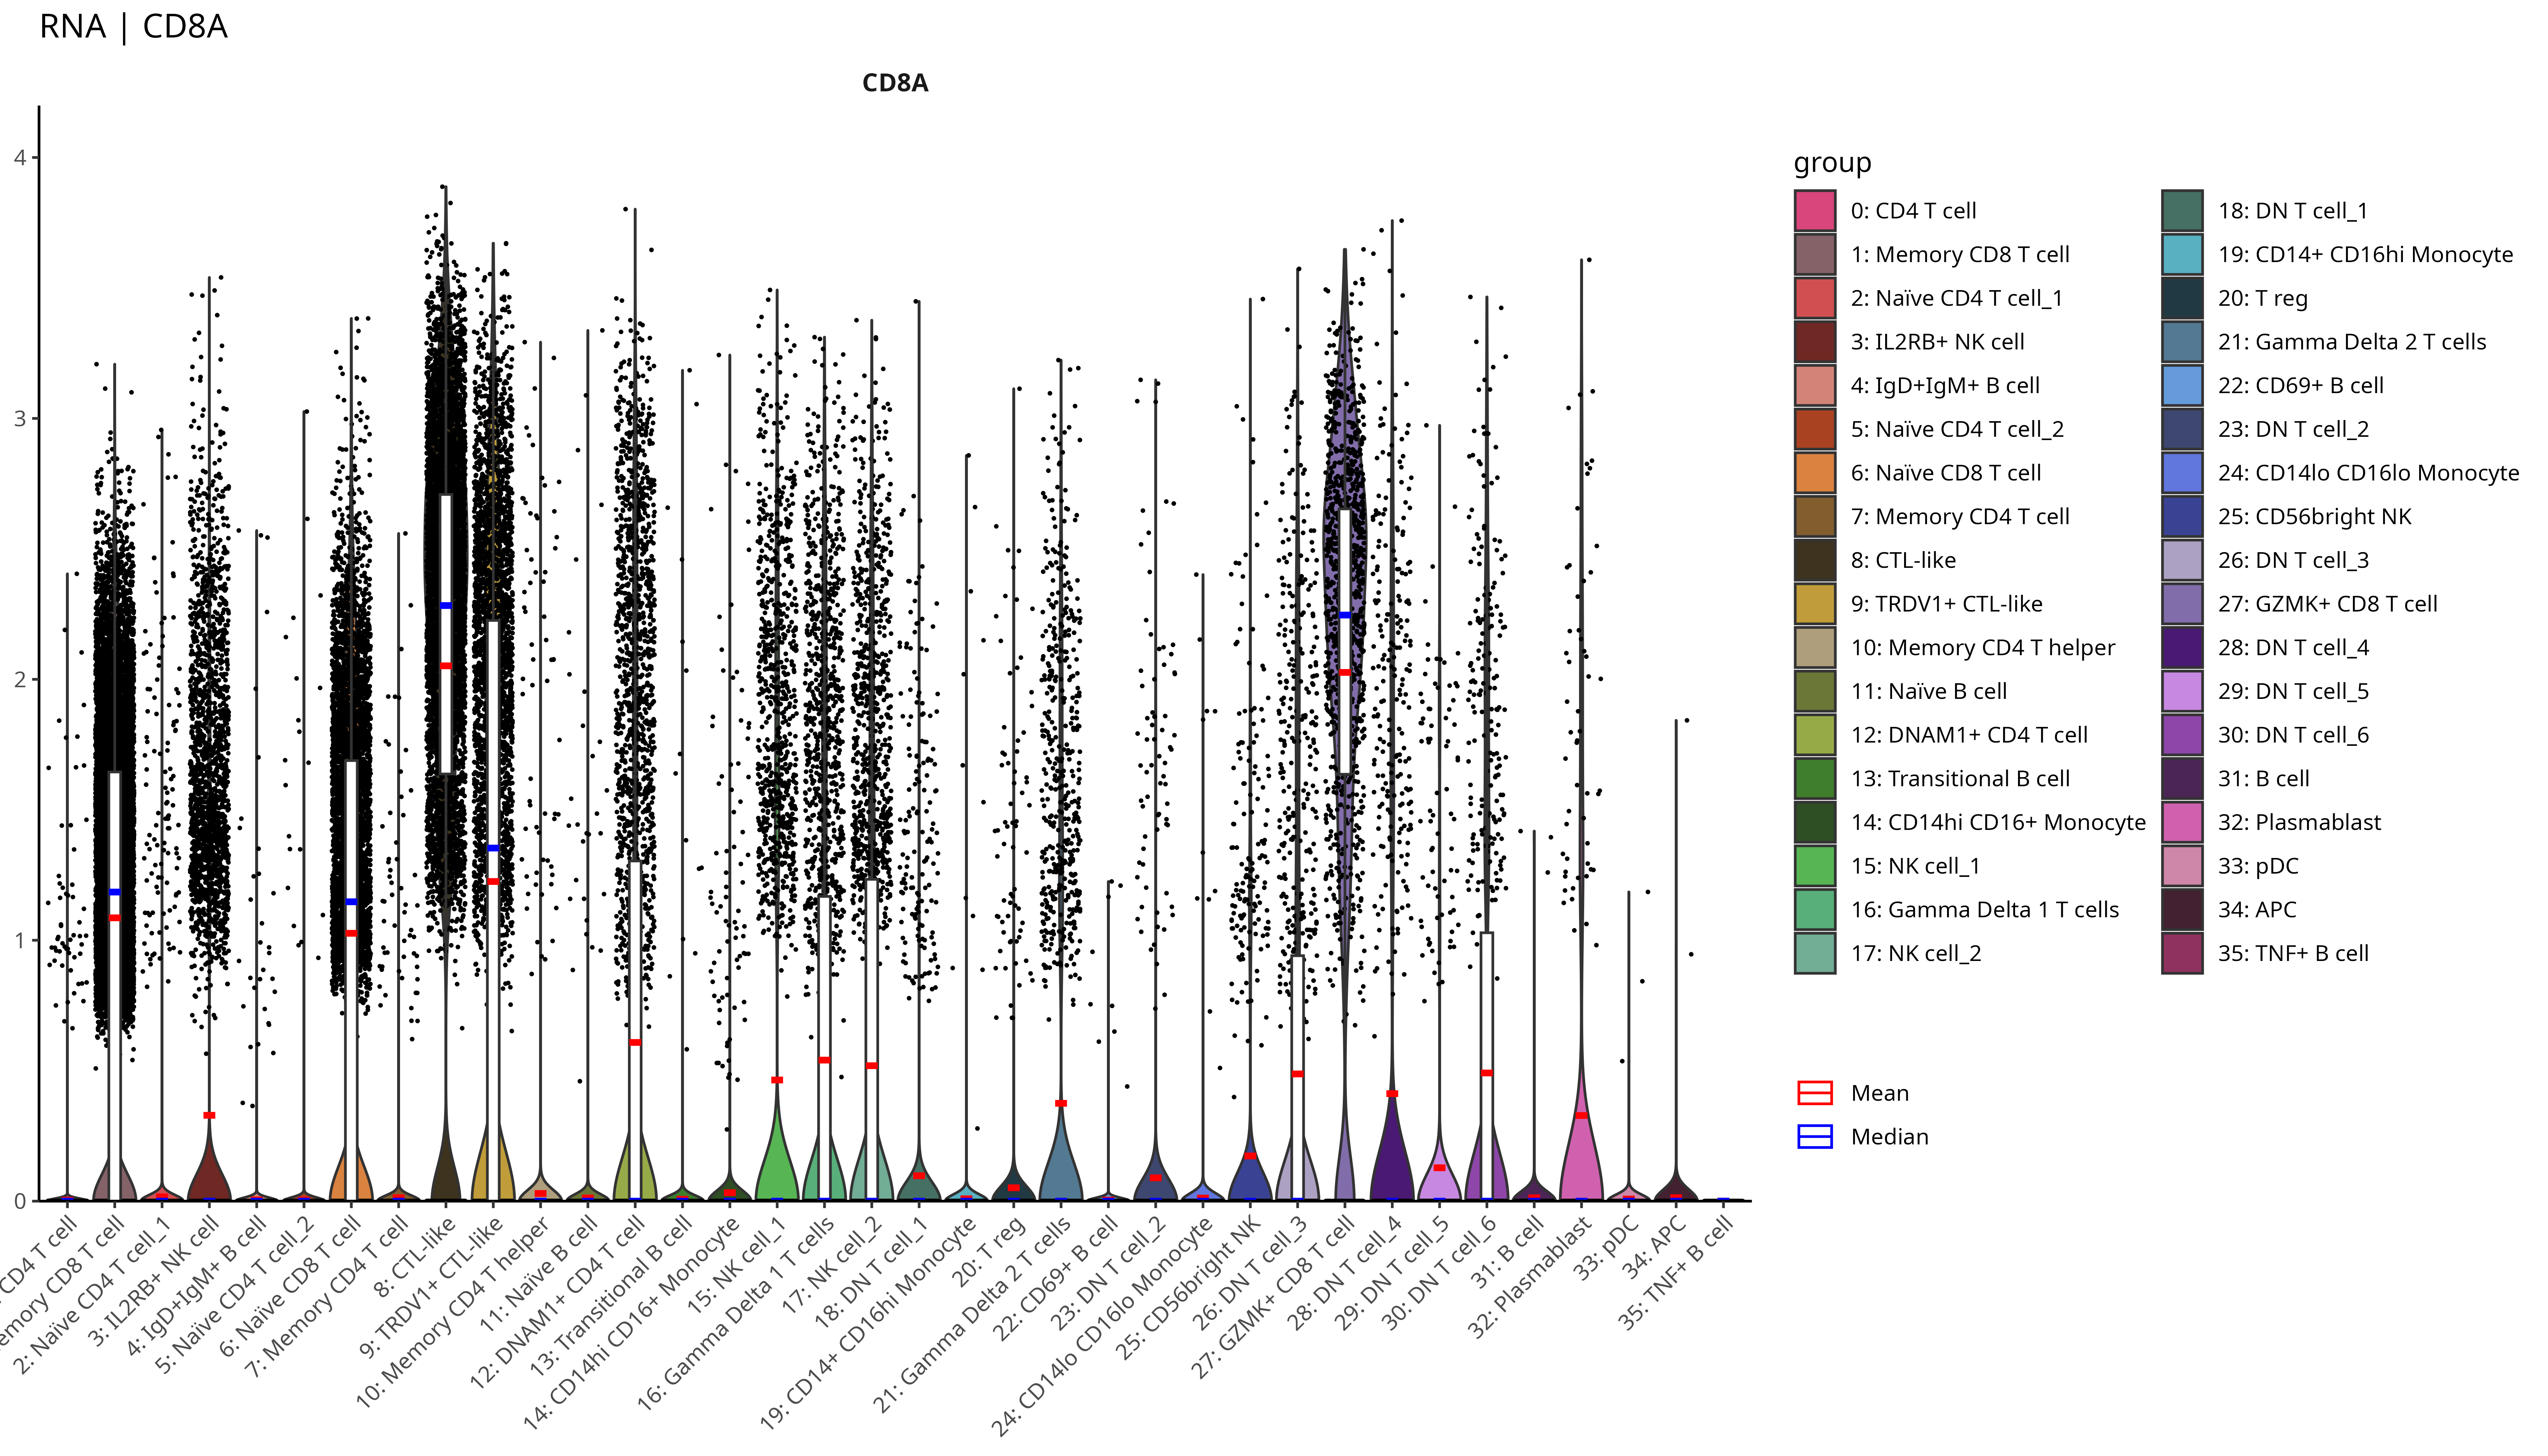 RNA | CD8A
CD8A
4
3
2
1
0
CD4 T cell
emory CD8 T cell
2: Naïve CD4 T cell_1
3: IL2RB+ NK cell
4: IgD+IgM+ B cell
5: Naïve CD4 T cell_2
6: Naïve CD8 T cell
7: Memory CD4 T cell
8: CTL-like
9: TRDV1+ CTL-like
10: Memory CD4 T helper
11: Naïve B cell
12: DNAM1+ CD4 T cell
13: Transitional B cell
14: CD14hi CD16+ Monocyte
15: NK cell_1
16: Gamma Delta 1 T cells
17: NK cell_2
18: DN T cell_1
19: CD14+ CD16hi Monocyte
20: T reg
21: Gamma Delta 2 T cells
22: CD69+ B cell
23: DN T cell_2
24: CD14lo CD16lo Monocyte
25: CD56bright NK
26: DN T cell_3
27: GZMK+ CD8 T cell
28: DN T cell_4
29: DN T cell_5
30: DN T cell_6
31: B cell
32: Plasmablast
33: pDC
34: APC
35: TNF+ B cell
group
0: CD4 T cell
1: Memory CD8 T cell
2: Naïve CD4 T cell_1
3: IL2RB+ NK cell
4: IgD+IgM+ B cell
5: Naïve CD4 T cell_2
6: Naïve CD8 T cell
7: Memory CD4 T cell
8: CTL-like
9: TRDV1+ CTL-like
10: Memory CD4 T helper
11: Naïve B cell
12: DNAM1+ CD4 T cell
13: Transitional B cell
14: CD14hi CD16+ Monocyte
15: NK cell_1
16: Gamma Delta 1 T cells
17: NK cell_2
18: DN T cell_1
19: CD14+ CD16hi Monocyte
20: T reg
21: Gamma Delta 2 T cells
22: CD69+ B cell
23: DN T cell_2
24: CD14lo CD16lo Monocyte
25: CD56bright NK
26: DN T cell_3
27: GZMK+ CD8 T cell
28: DN T cell_4
29: DN T cell_5
30: DN T cell_6
31: B cell
32: Plasmablast
33: pDC
34: APC
35: TNF+ B cell
Mean
Median